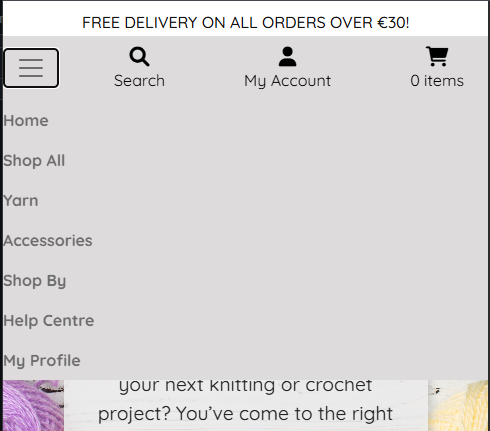 FREE DELIVERY ON ALL ORDERS OVER €30!
Search
My Account
0 items
Home
Shop All
Yarn
Accessories
Shop By
Help Centre
My Profile
your next knitting or crochet
project? You’ve come to the right